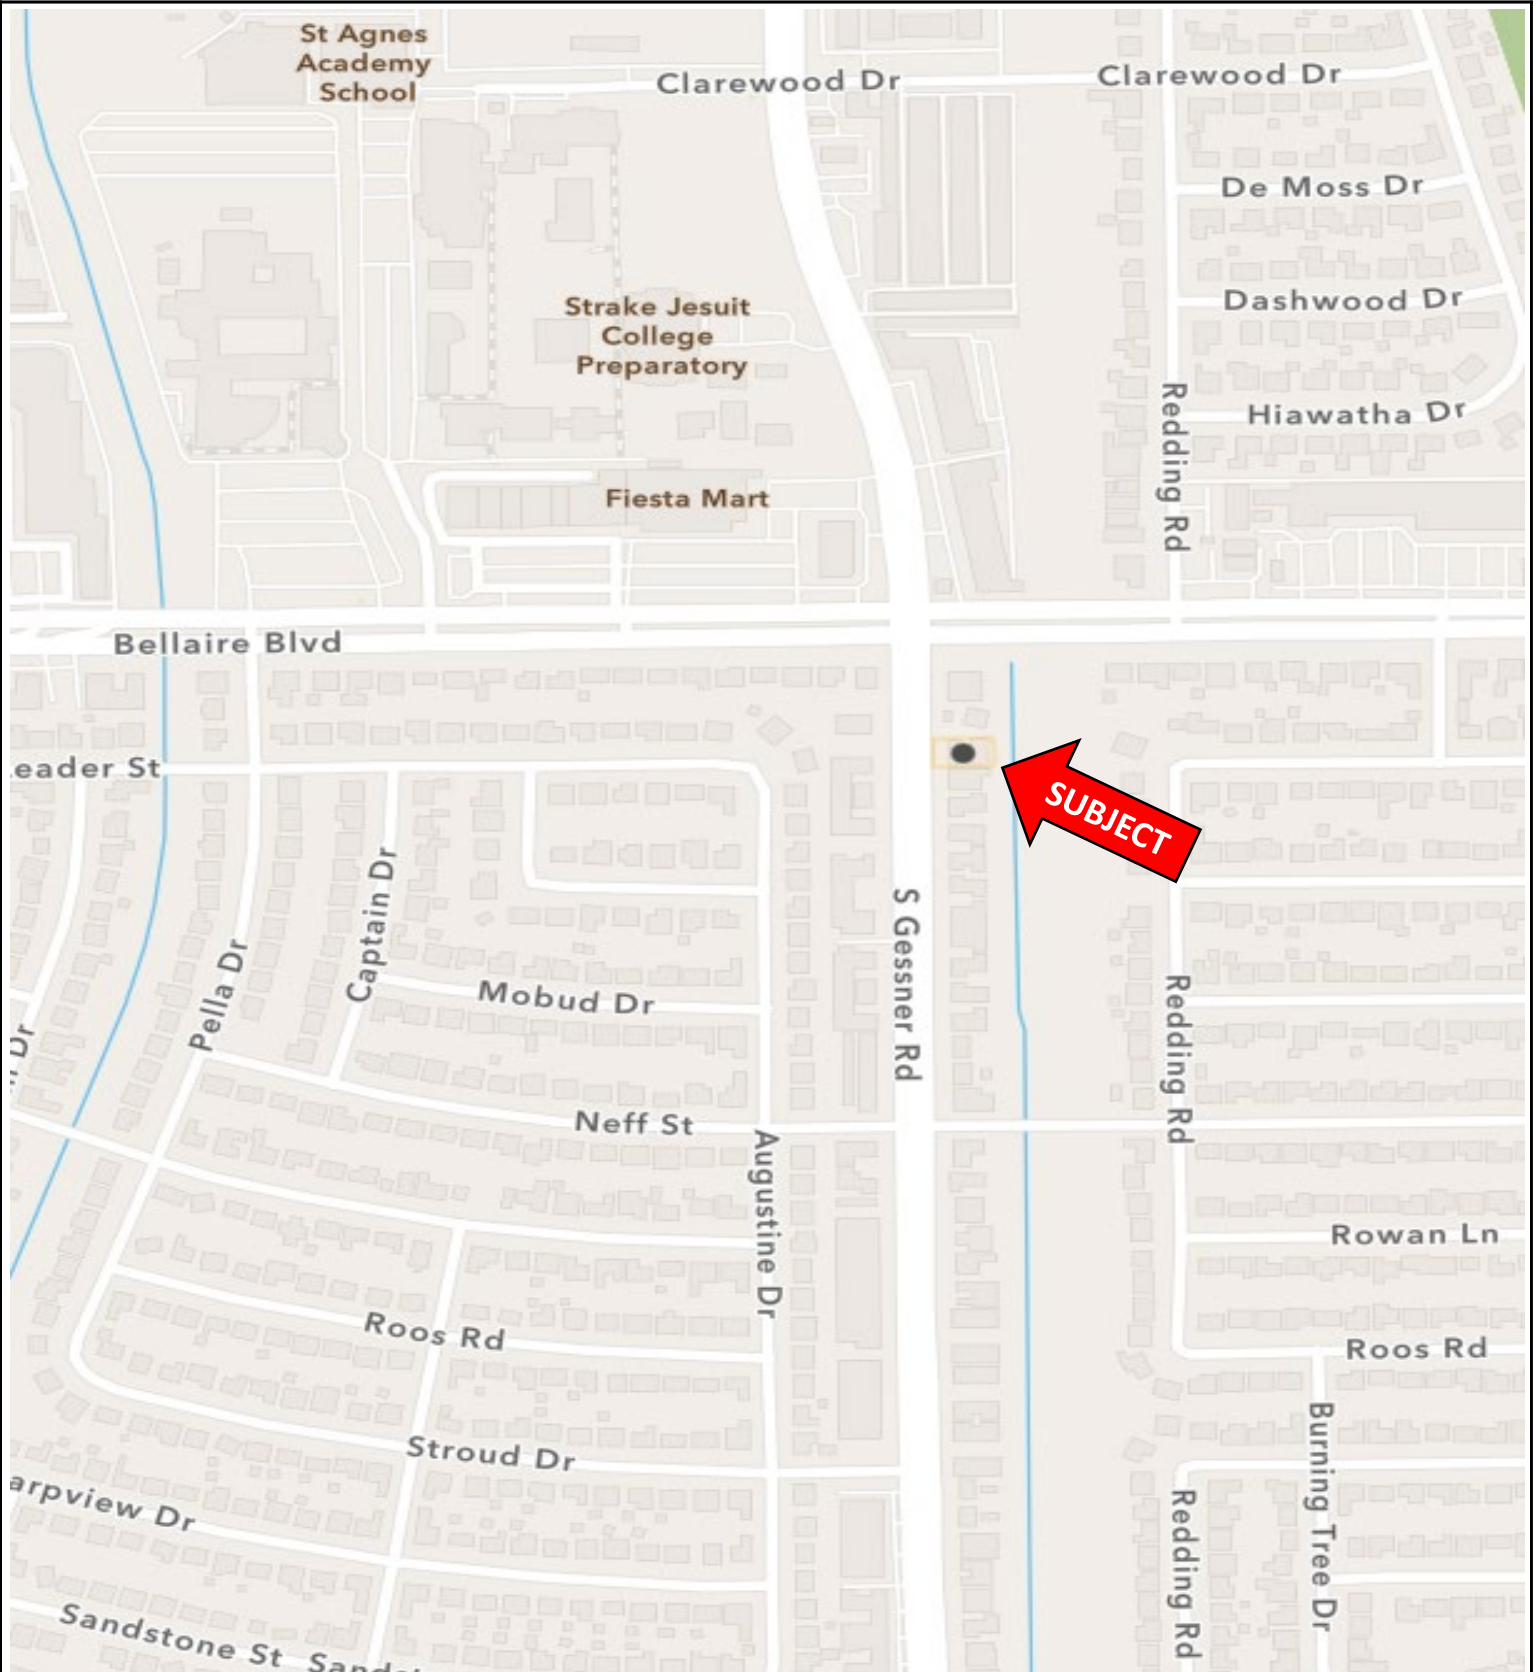 St Agnes
Academy
School
Clarewood Dr
Clarewood Dr
De Moss Dr
Strake Jesuit
College
Preparatory
Dashwood Dr
Redding Rd
Hiawatha Dr
Fiesta Mart
Bellaire Blvd
eader St
SUBJECT
Captain Dr
S Gessner Rd
Pella Dr
Mobud Dr
Redding Rd
Dr
Neff St
Augustine Dr
Rowan Ln
Roos Rd
Roos Rd
Burning Tree Dr
Stroud Dr
arpview Dr
Redding Rd
Sandstone St